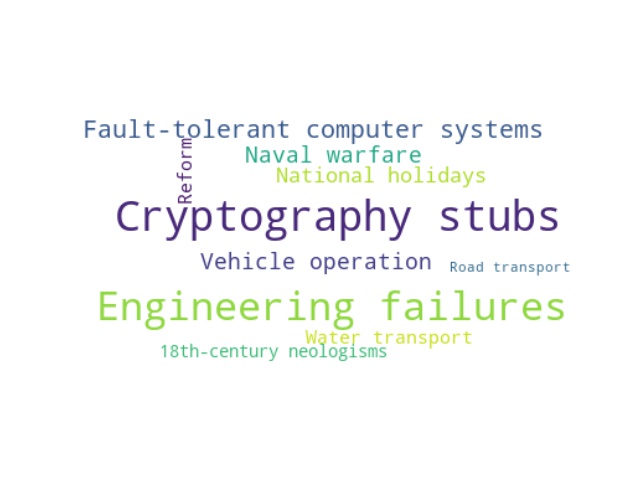 Fault-tolerant computer systems
Reform
Naval warfare
National holidays
Cryptography stubs
Vehicle operation
Road transport
Engineering failures
Water transport
18th-century neologisms